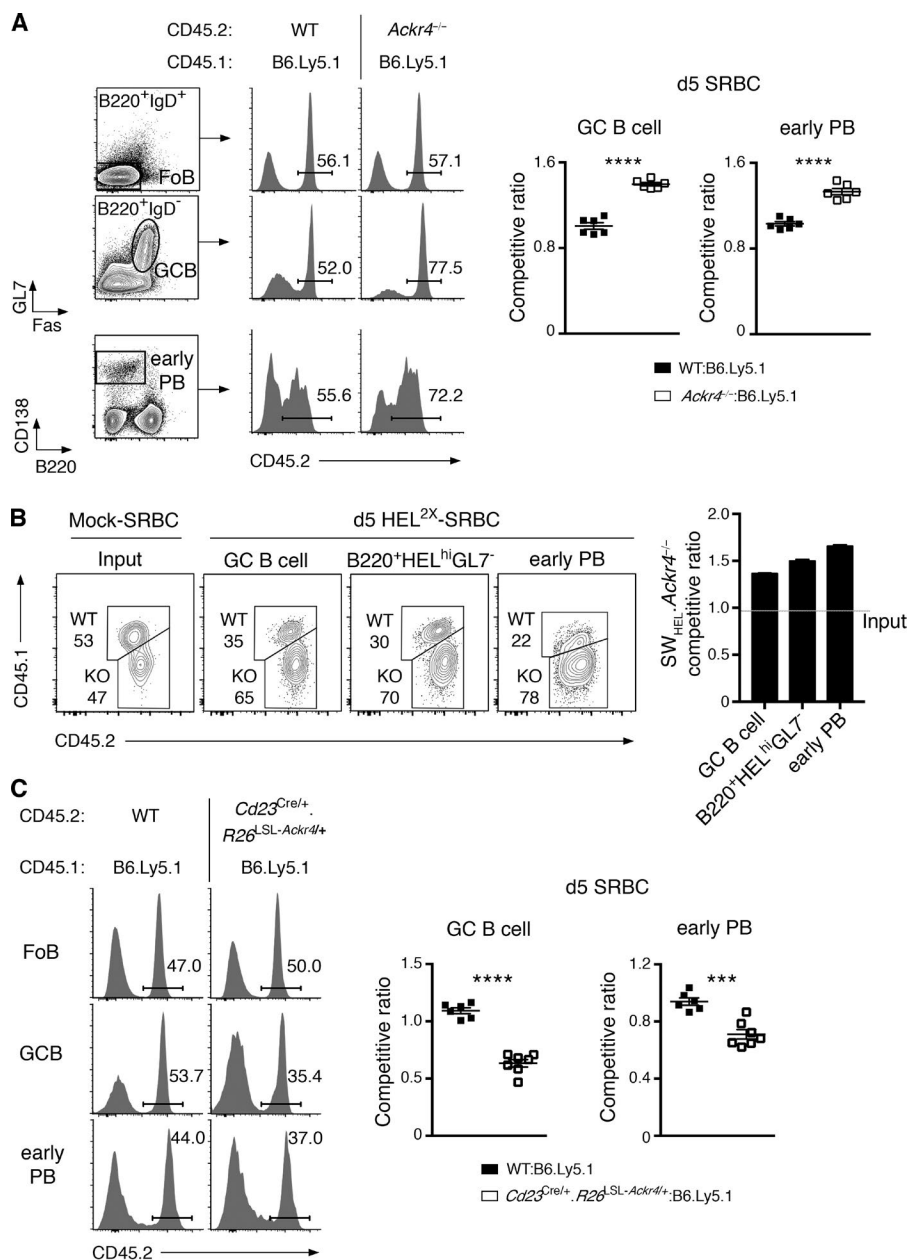 A
CD45.2: WT Ackr4–/–
CD45.1: B6.Ly5.1 B6.Ly5.1
B220+IgD+
FoB
56.1
57.1
B220+IgD-
GCB
52.0
77.5
GL7
Fas
early
PB
55.6
72.2
CD138
B220
CD45.2
d5 SRBC
GC B cell
early PB
****
****
Competitive ratio
1.6
0.8
0
Competitive ratio
1.6
0.8
0
WT:B6.Ly5.1
Ackr4–/–:B6.Ly5.1
B
Mock-SRBC
d5 HEL2X-SRBC
Input
GC B cell
B220+HELhiGL7-
early PB
WT
53
KO
47
WT
35
KO
65
WT
30
KO
70
WT
22
KO
78
CD45.1
CD45.2
SWHEL.Ackr4–/–
competitive ratio
2.0
1.5
1.0
0.5
0
Input
GC B cell
B220+HELhiGL7-
early PB
C
CD45.2: WT Cd23Cre/+.
R26LSL-Ackr4/+
CD45.1: B6.Ly5.1 B6.Ly5.1
FoB
47.0
50.0
GCB
53.7
35.4
early
PB
44.0
37.0
CD45.2
d5 SRBC
GC B cell
early PB
****
***
Competitive ratio
1.5
1.0
0.5
0
Competitive ratio
1.2
0.8
0.4
0
WT:B6.Ly5.1
Cd23Cre/+.R26LSL-Ackr4/+:B6.Ly5.1